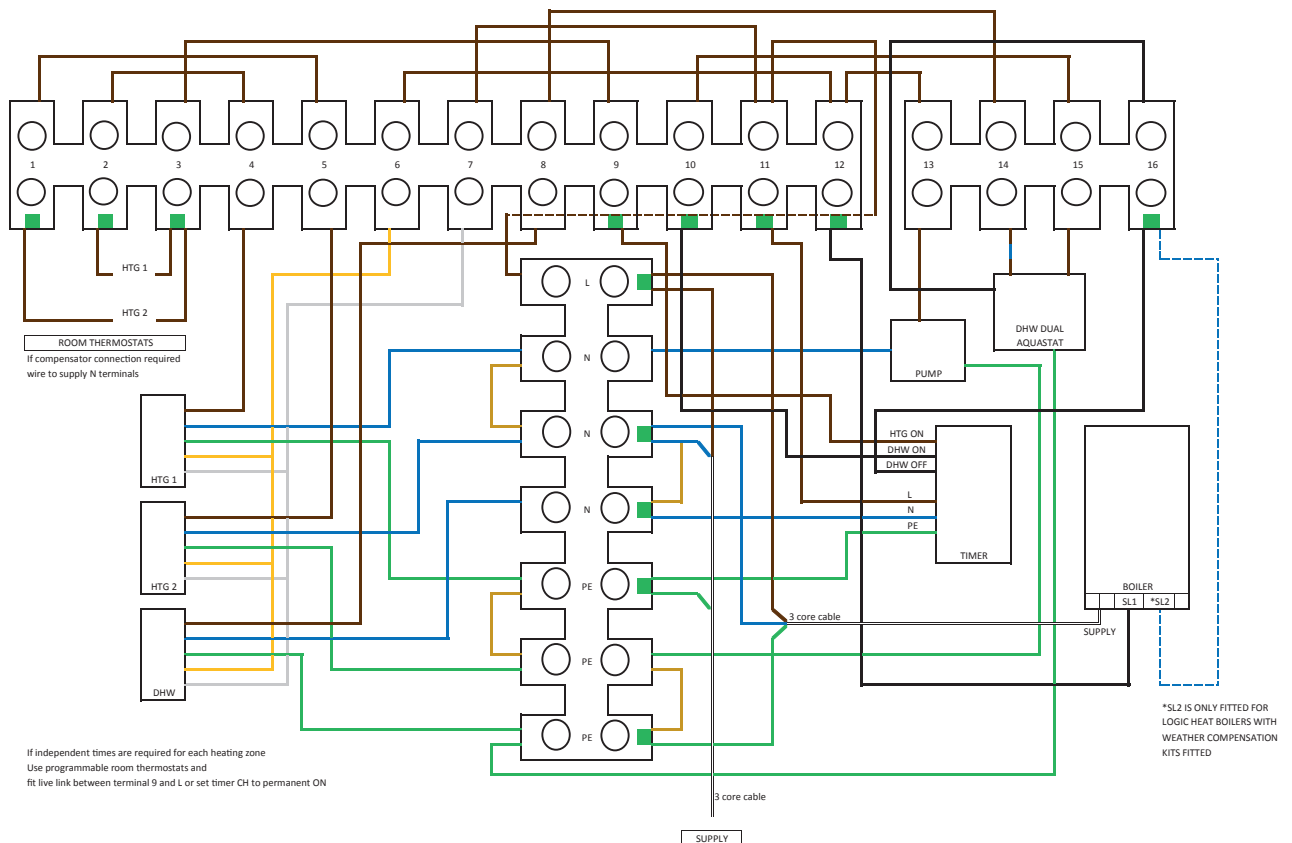 1 2 3 4 5 6 7 8 9 10 11 12 13 14 15 16
HTG 1
HTG 2
ROOM THERMOSTATS
If compensator connection required
wire to supply N terminals
L
N
N
N
PE
PE
PE
DHW DUAL
AQUASTAT
PUMP
HTG 1
HTG 2
DHW
HTG ON
DHW ON
DHW OFF
L
N
PE
TIMER
BOILER
SL1 *SL2
SUPPLY
3 core cable
*SL2 IS ONLY FITTED FOR
LOGIC HEAT BOILERS WITH
WEATHER COMPENSATION
KITS FITTED
If independent times are required for each heating zone
Use programmable room thermostats and
fit live link between terminal 9 and L or set timer CH to permanent ON
3 core cable
SUPPLY